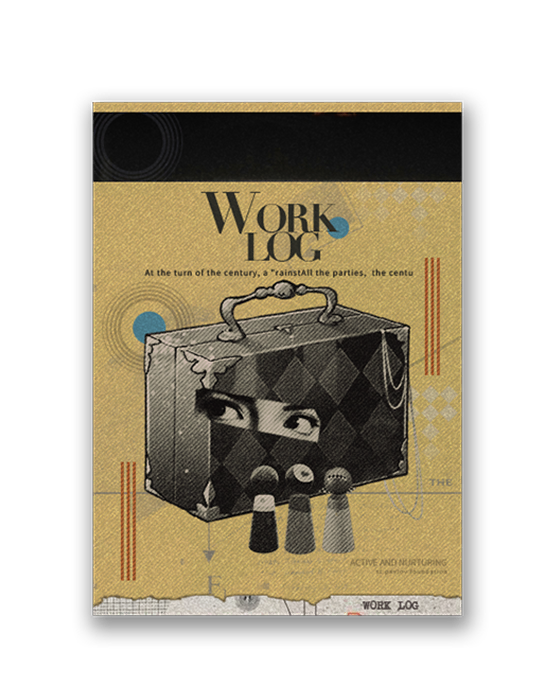 WORK
LOG
At the turn of the century, a "rainstAll the parties, the centu
THE
ACTIVE AND NURTURING
F
WORK LOG